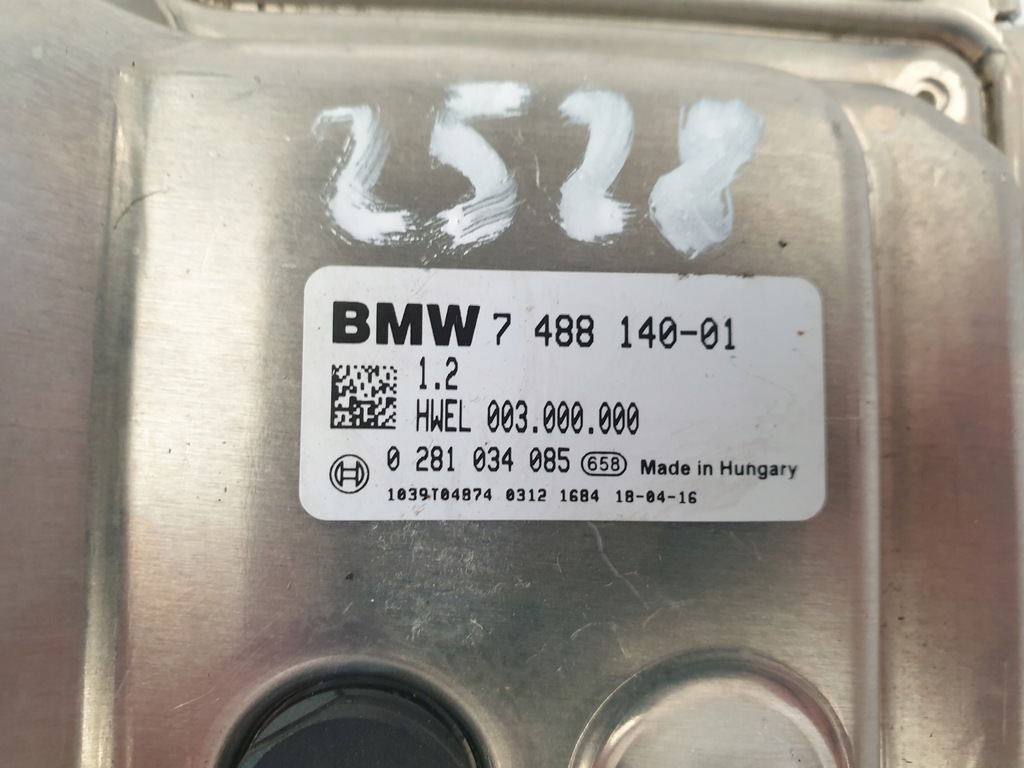 2528
BMW 7 488 140-01
1.2
HWEL 003.000.000
0 281 034 085 658 Made in Hungary
1039T04874 0312 1684 18-04-16